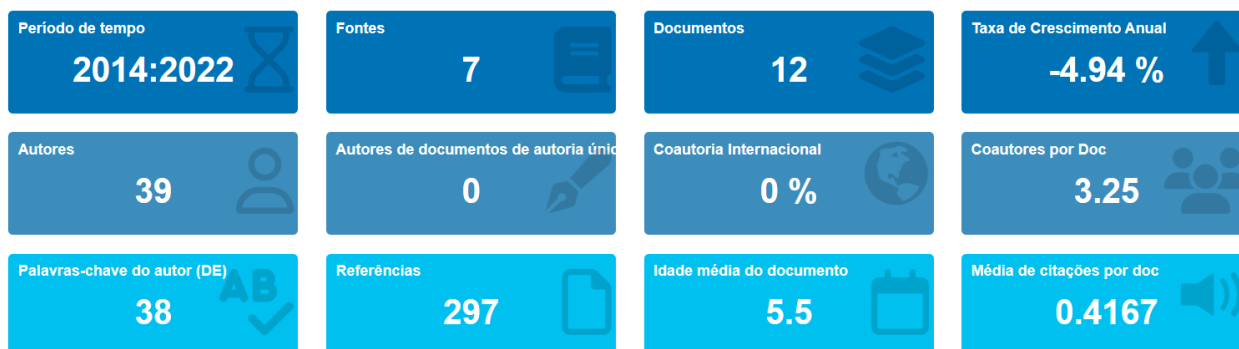 Período de tempo
2014:2022
Fontes
7
Documentos
12
Taxa de Crescimento Anual
-4.94 %
Autores
39
Autores de documentos de autoria únic
0
Coautoria Internacional
0 %
Coautores por Doc
3.25
Palavras-chave do autor (DE)
AB
38
Referências
297
Idade média do documento
5.5
Média de citações por doc
0.4167